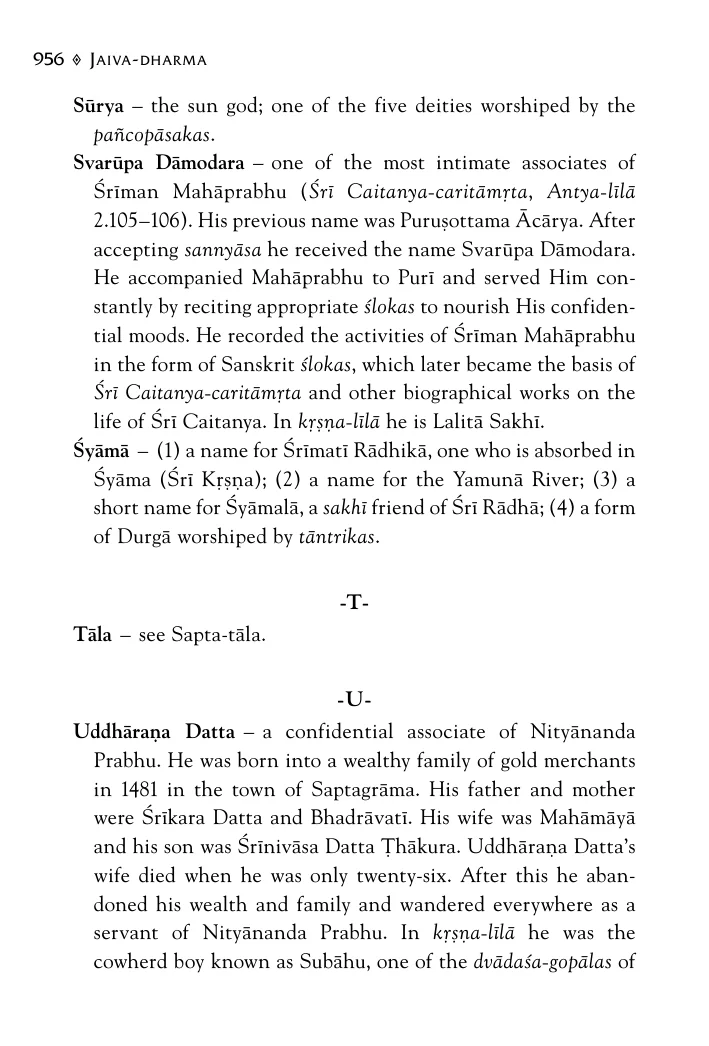 956 ◊ Jaiva-dharma
Sūrya – the sun god; one of the five deities worshiped by the
pañcopāsakas.
Svarūpa Dāmodara – one of the most intimate associates of
Śrīman Mahāprabhu (Śrī Caitanya-caritāmṛta, Antya-līlā
2.105–106). His previous name was Puruṣottama Ācārya. After
accepting sannyāsa he received the name Svarūpa Dāmodara.
He accompanied Mahāprabhu to Purī and served Him con-
stantly by reciting appropriate ślokas to nourish His confiden-
tial moods. He recorded the activities of Śrīman Mahāprabhu
in the form of Sanskrit ślokas, which later became the basis of
Śrī Caitanya-caritāmṛta and other biographical works on the
life of Śrī Caitanya. In kṛṣṇa-līlā he is Lalitā Sakhī.
Śyāmā – (1) a name for Śrīmatī Rādhikā, one who is absorbed in
Śyāma (Śrī Kṛṣṇa); (2) a name for the Yamunā River; (3) a
short name for Śyāmalā, a sakhī friend of Śrī Rādhā; (4) a form
of Durgā worshiped by tāntrikas.
-T-
Tāla – see Sapta-tāla.
-U-
Uddhāraṇa Datta – a confidential associate of Nityānanda
Prabhu. He was born into a wealthy family of gold merchants
in 1481 in the town of Saptagrāma. His father and mother
were Śrīkara Datta and Bhadrāvatī. His wife was Mahāmāyā
and his son was Śrīnivāsa Datta Ṭhākura. Uddhāraṇa Datta's
wife died when he was only twenty-six. After this he aban-
doned his wealth and family and wandered everywhere as a
servant of Nityānanda Prabhu. In kṛṣṇa-līlā he was the
cowherd boy known as Subāhu, one of the dvādaśa-gopālas of